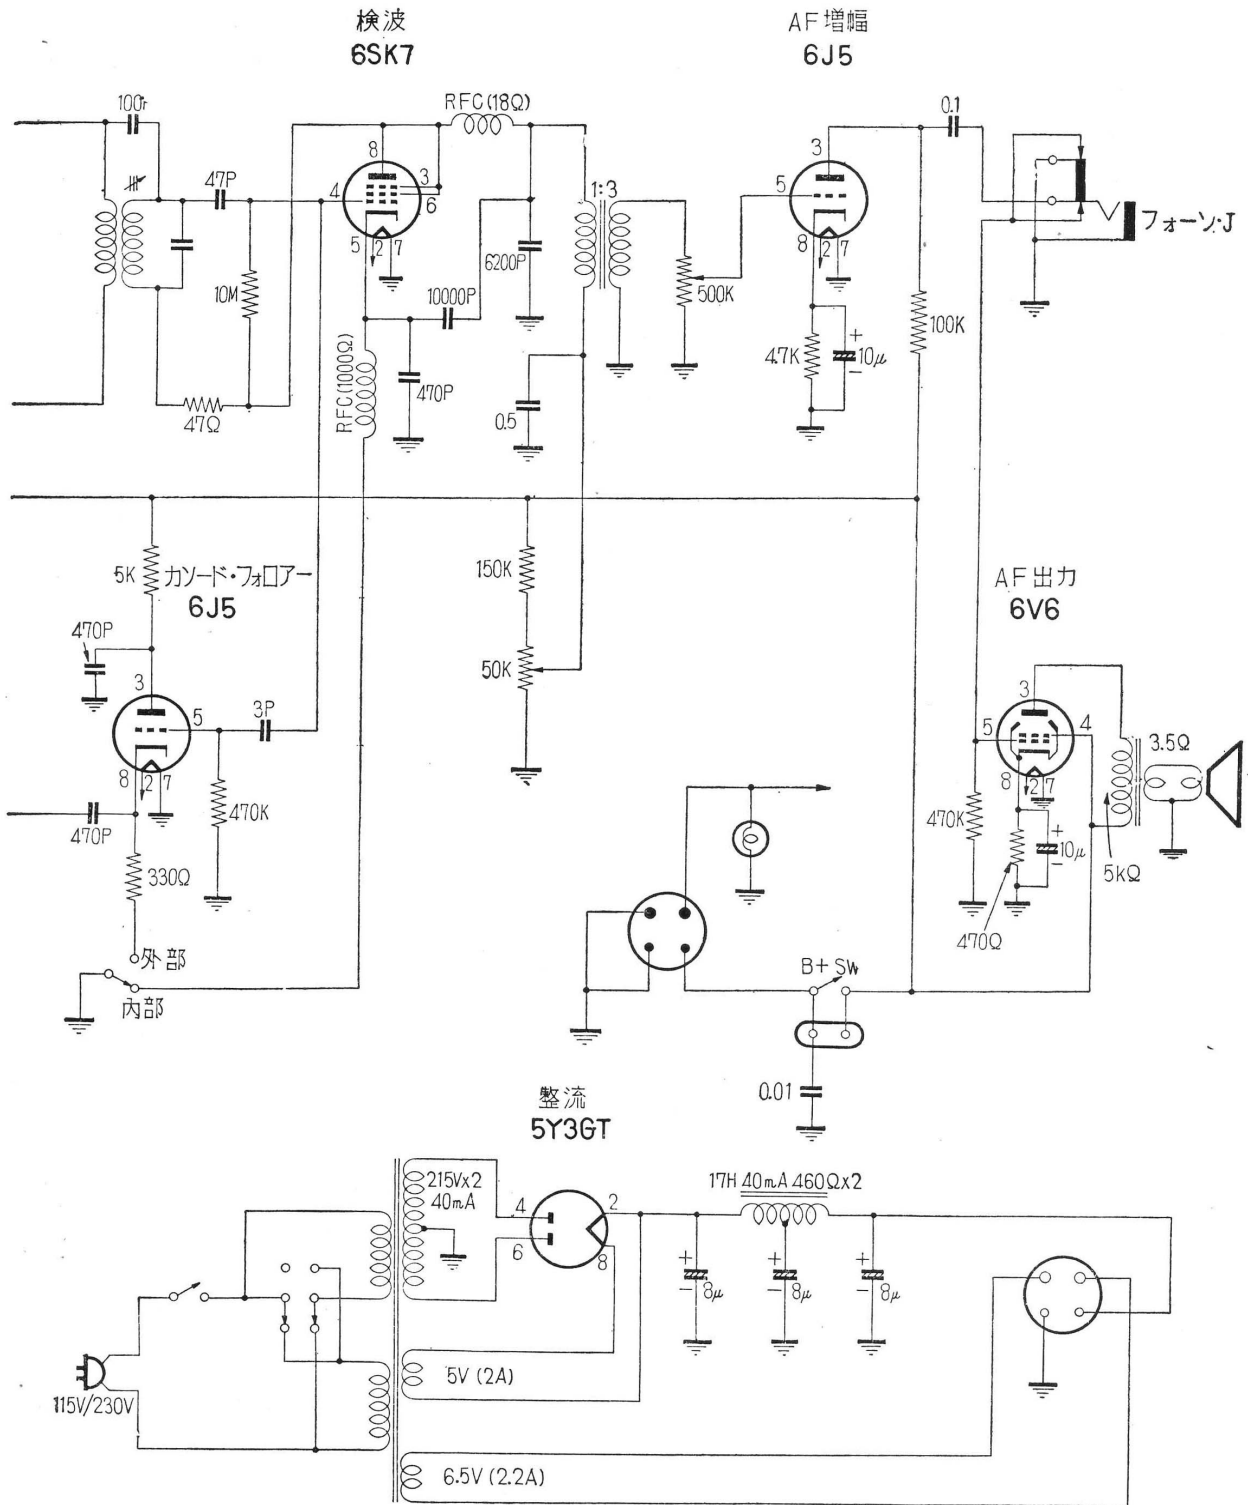 検波
6SK7
AF増幅
6J5
100P
RFC(18Ω)
0.1
8
3
6
4
5
2
7
47P
10M
47Ω
10000P
6200P
470P
RFC(1000Ω)
1:3
0.5
500K
3
5
8
2
7
4.7K
+
10μ
-
100K
フォーン・J
5K
カソード・フォロアー
6J5
470P
3
5
8
2
7
3P
470K
470P
330Ω
外部
内部
150K
50K
AF出力
6V6
3
5
4
8
2
7
470K
+
10μ
-
470Ω
5kΩ
3.5Ω
B+ SW
0.01
整流
5Y3GT
215V×2
40mA
4
6
2
8
17H 40mA 460Ω×2
+
-
8μ
+
-
8μ
+
-
8μ
115V/230V
5V (2A)
6.5V (2.2A)